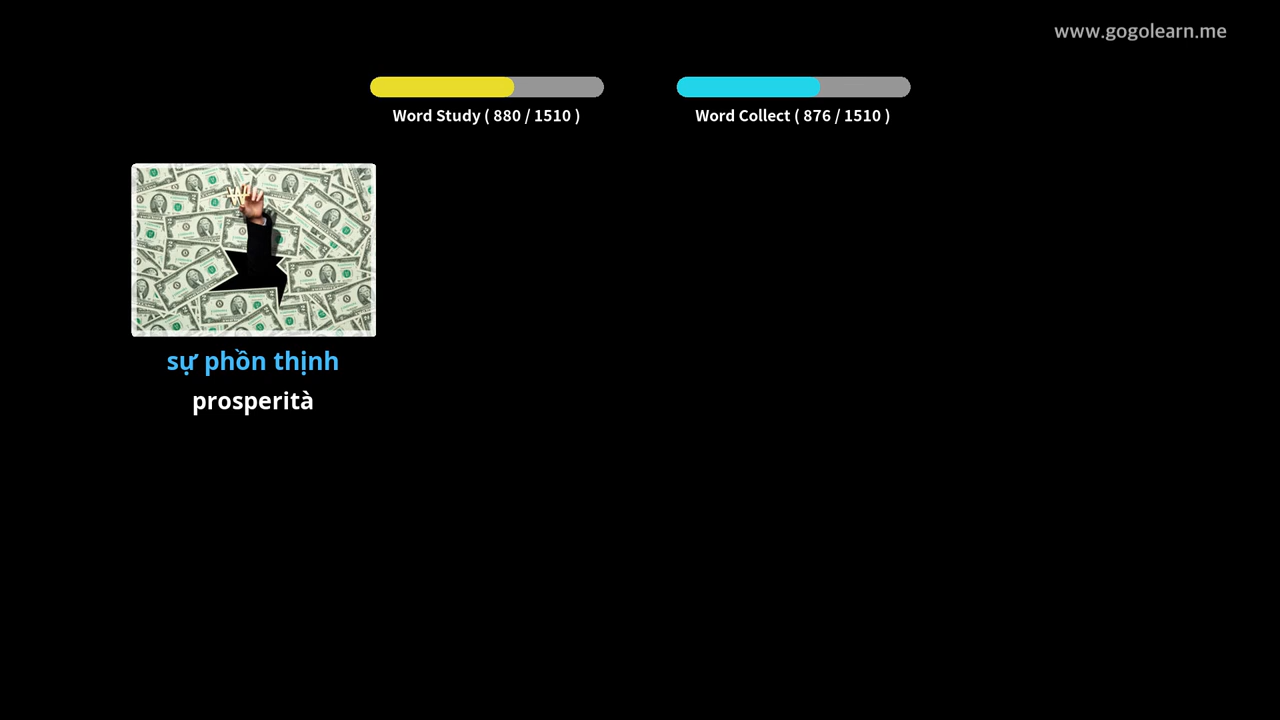 www.gogolearn.me
Word Study ( 880 / 1510 )
Word Collect ( 876 / 1510 )
sự phồn thịnh
prosperità